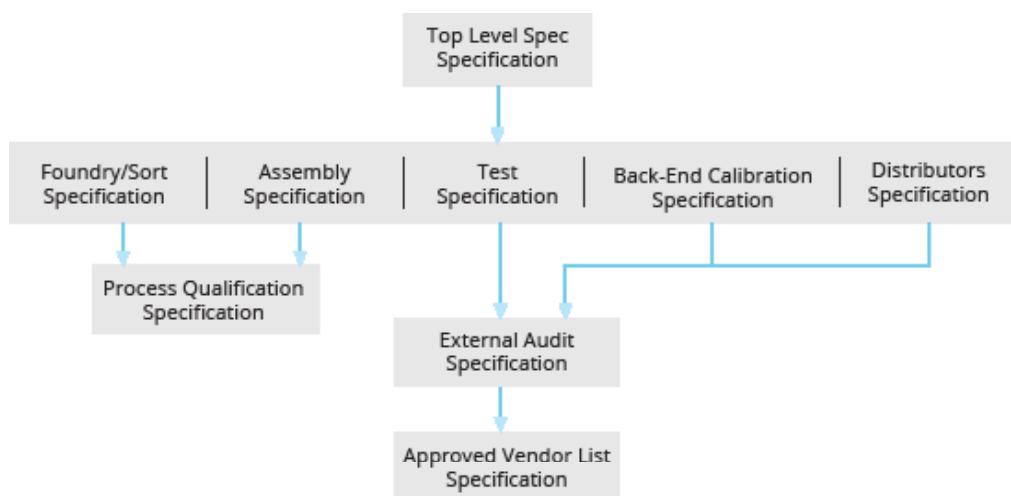 Top Level Spec
Specification
Foundry/Sort
Specification
Assembly
Specification
Test
Specification
Back-End Calibration
Specification
Distributors
Specification
Process Qualification
Specification
External Audit
Specification
Approved Vendor List
Specification